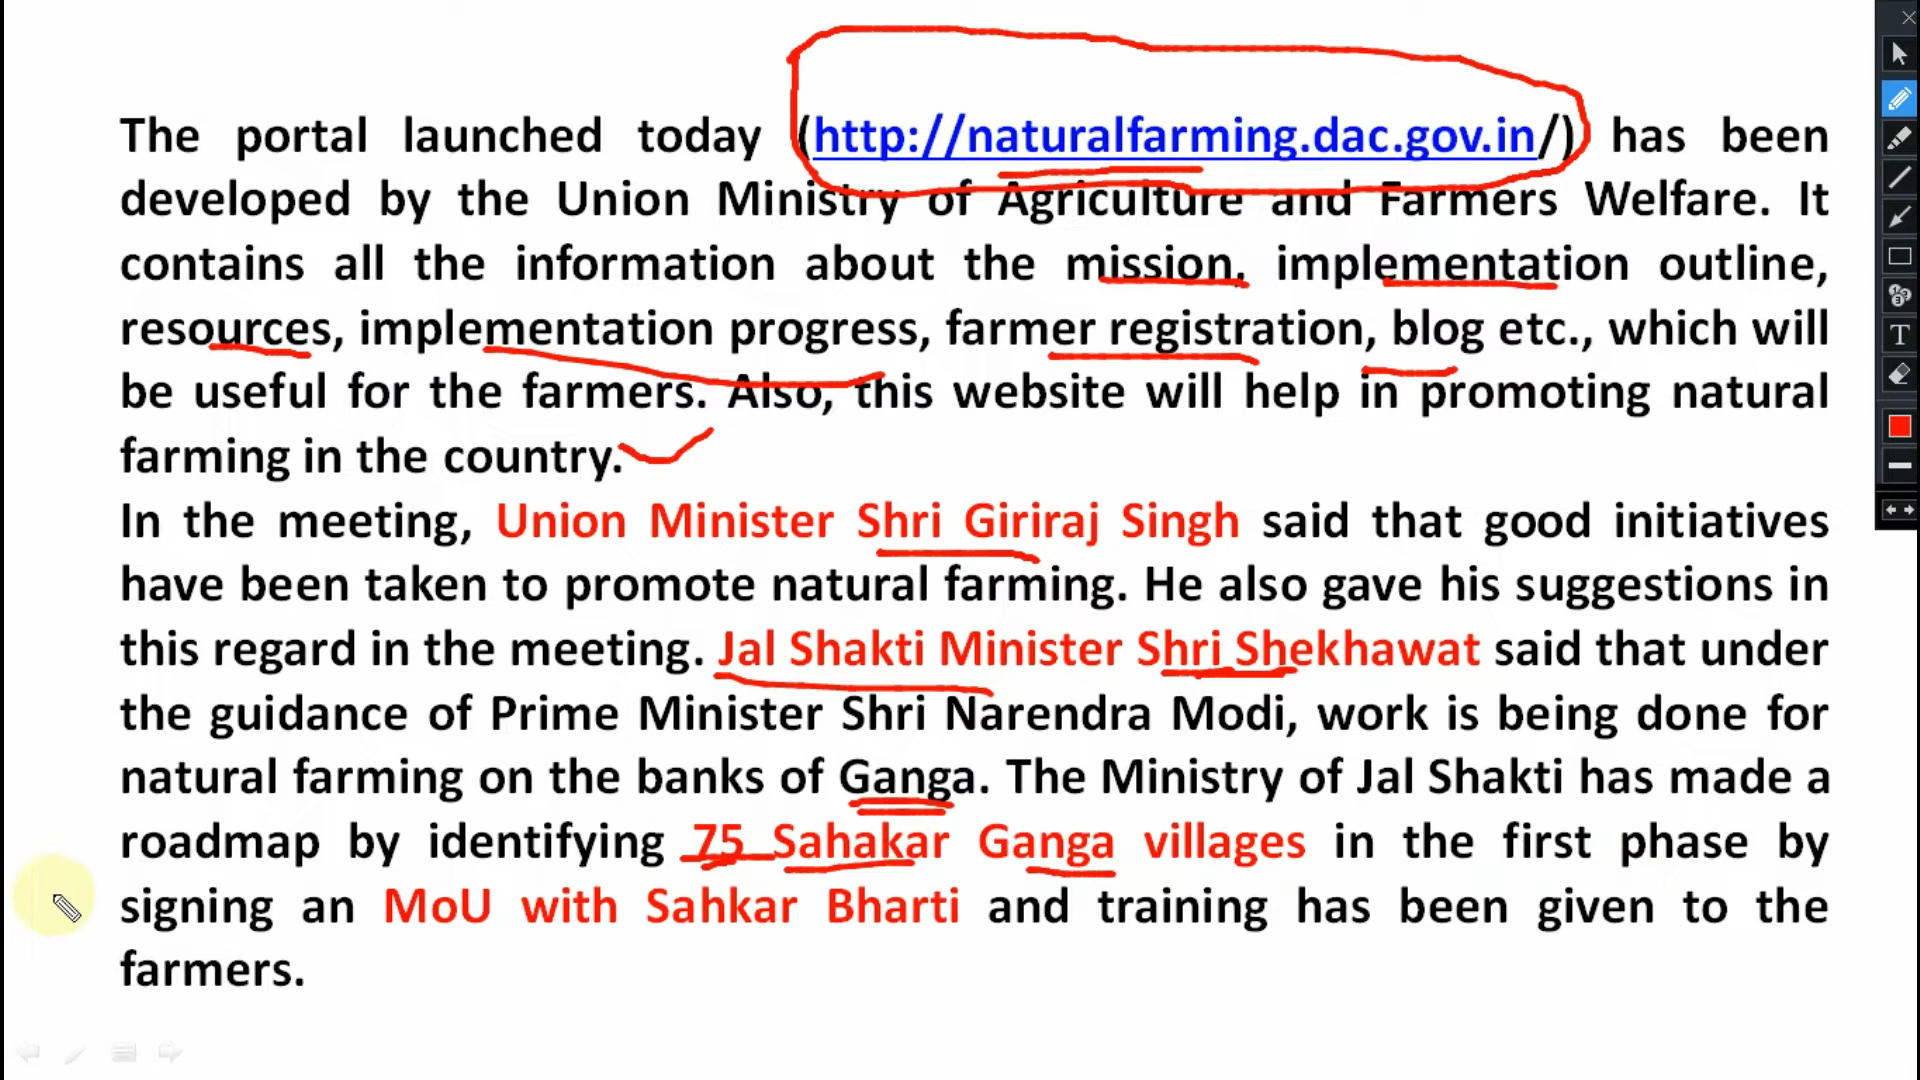 The portal launched today (http://naturalfarming.dac.gov.in/) has been
developed by the Union Ministry of Agriculture and Farmers Welfare. It
contains all the information about the mission, implementation outline,
resources, implementation progress, farmer registration, blog etc., which will
be useful for the farmers. Also, this website will help in promoting natural
farming in the country.
In the meeting, Union Minister Shri Giriraj Singh said that good initiatives
have been taken to promote natural farming. He also gave his suggestions in
this regard in the meeting. Jal Shakti Minister Shri Shekhawat said that under
the guidance of Prime Minister Shri Narendra Modi, work is being done for
natural farming on the banks of Ganga. The Ministry of Jal Shakti has made a
roadmap by identifying 75 Sahakar Ganga villages in the first phase by
signing an MoU with Sahkar Bharti and training has been given to the
farmers.